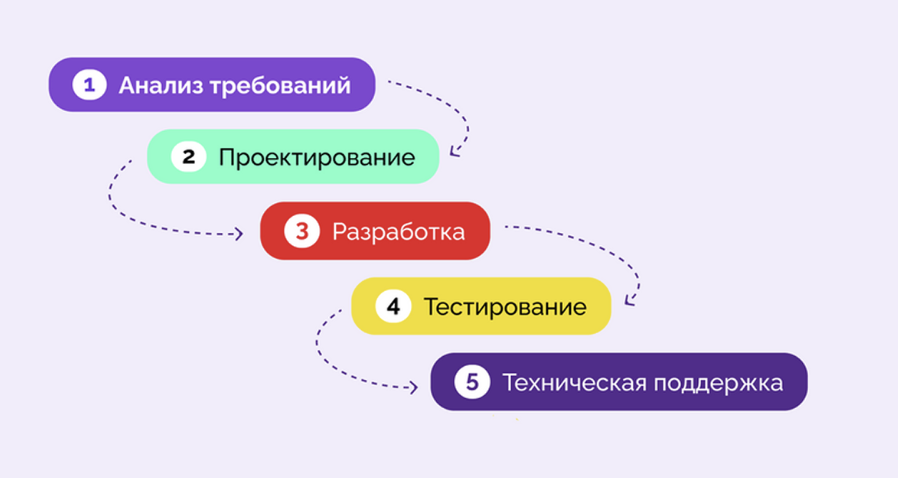 1 Анализ требований
2 Проектирование
3 Разработка
4 Тестирование
5 Техническая поддержка